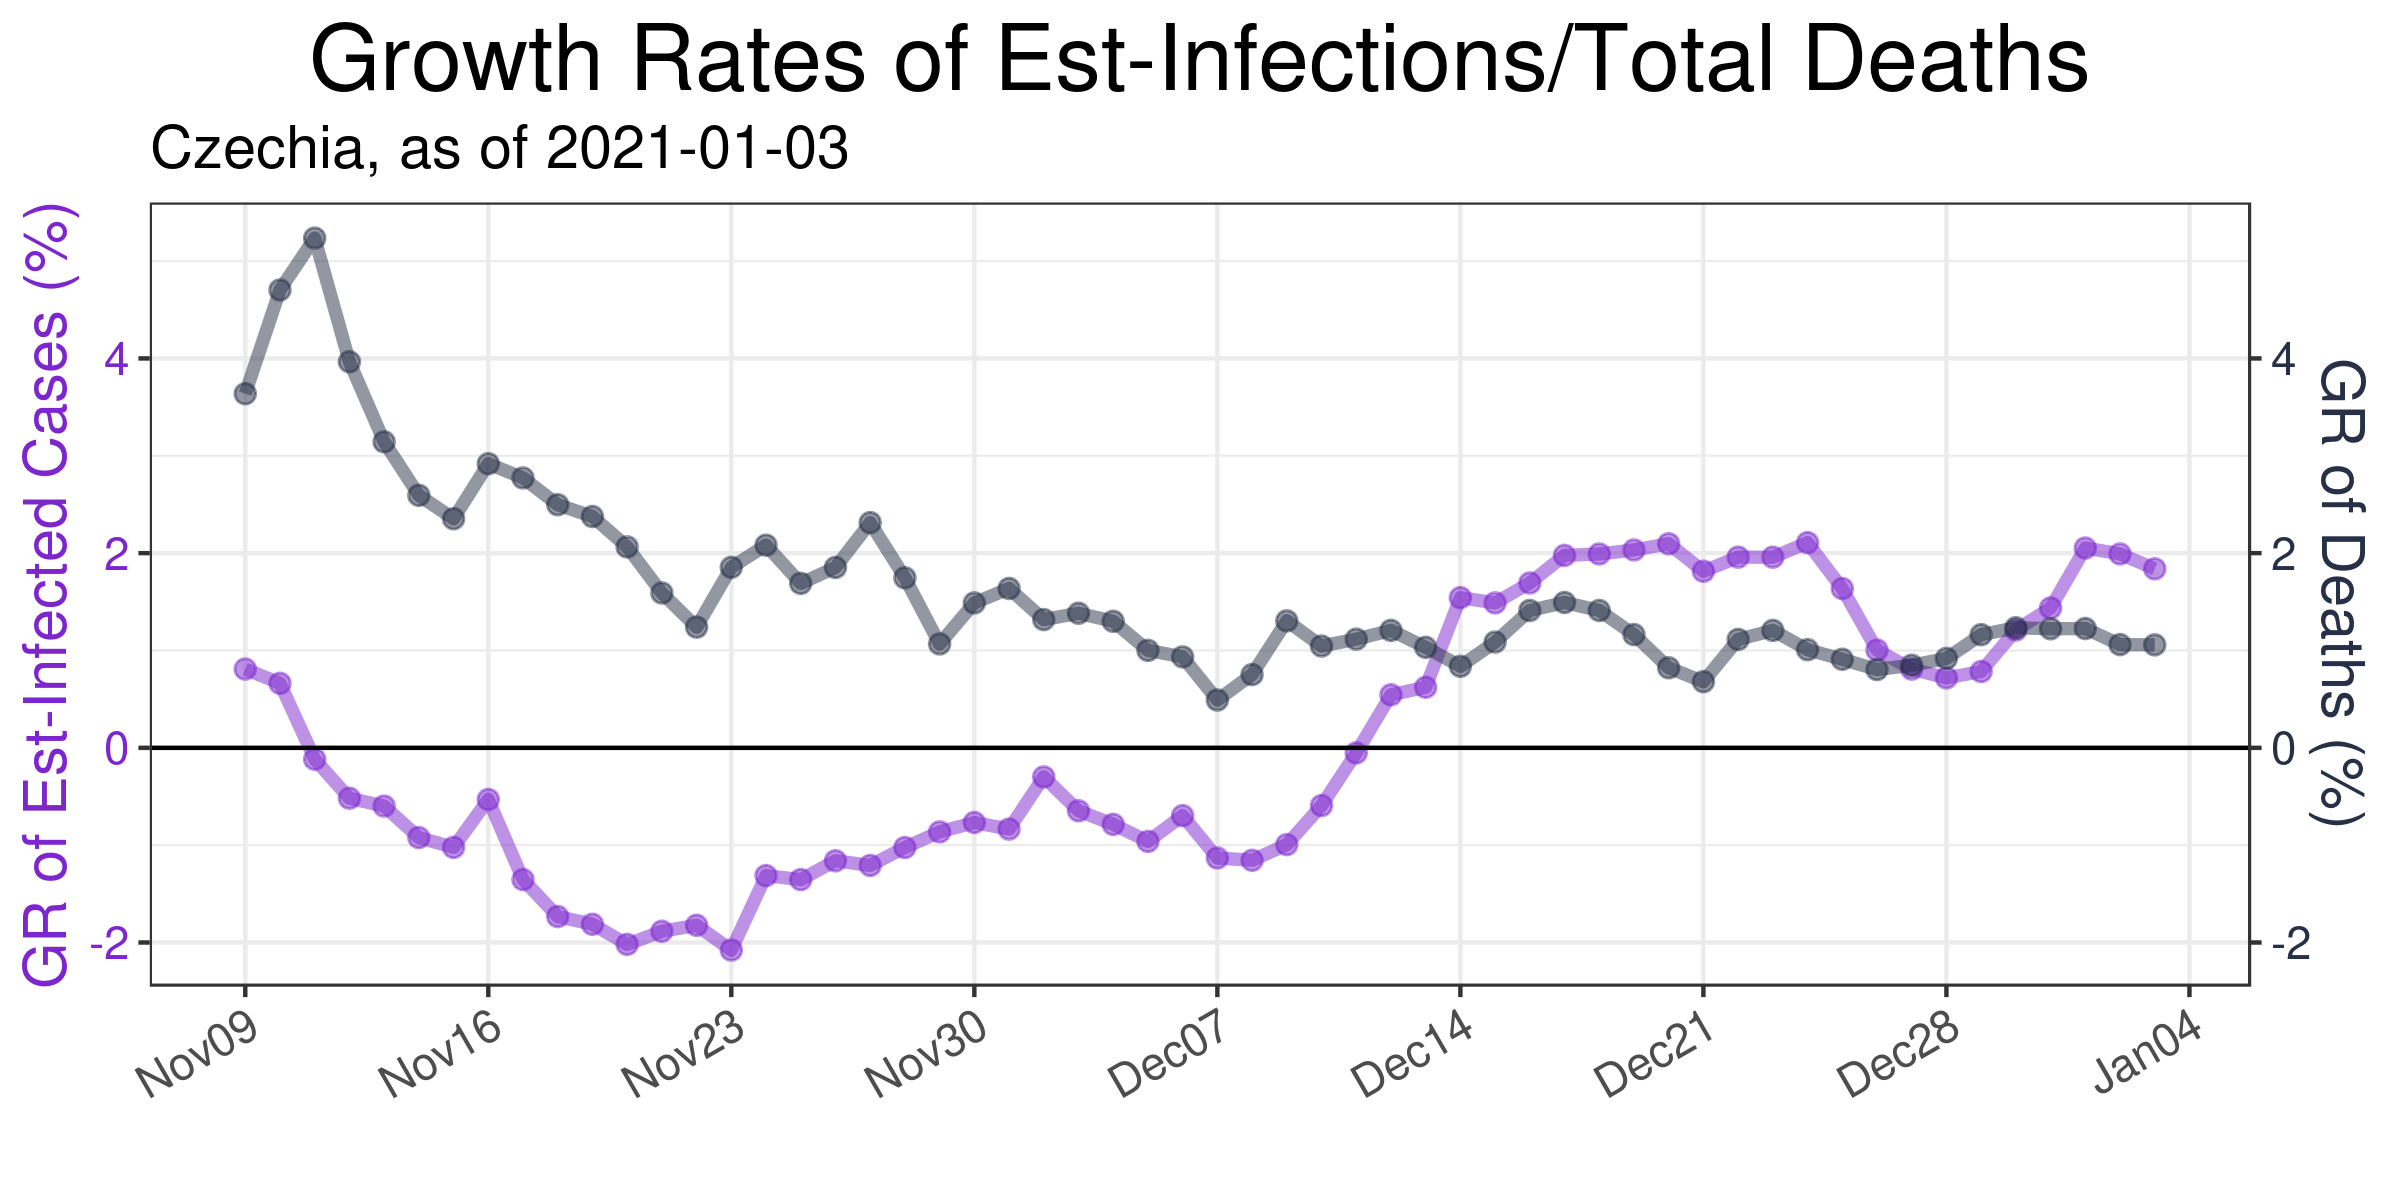 Growth Rates of Est-Infections/Total Deaths
Czechia, as of 2021-01-03
GR of Est-Infected Cases (%)
4
2
0
-2
4
2
0
-2
GR of Deaths (%)
Nov09
Nov16
Nov23
Nov30
Dec07
Dec14
Dec21
Dec28
Jan04